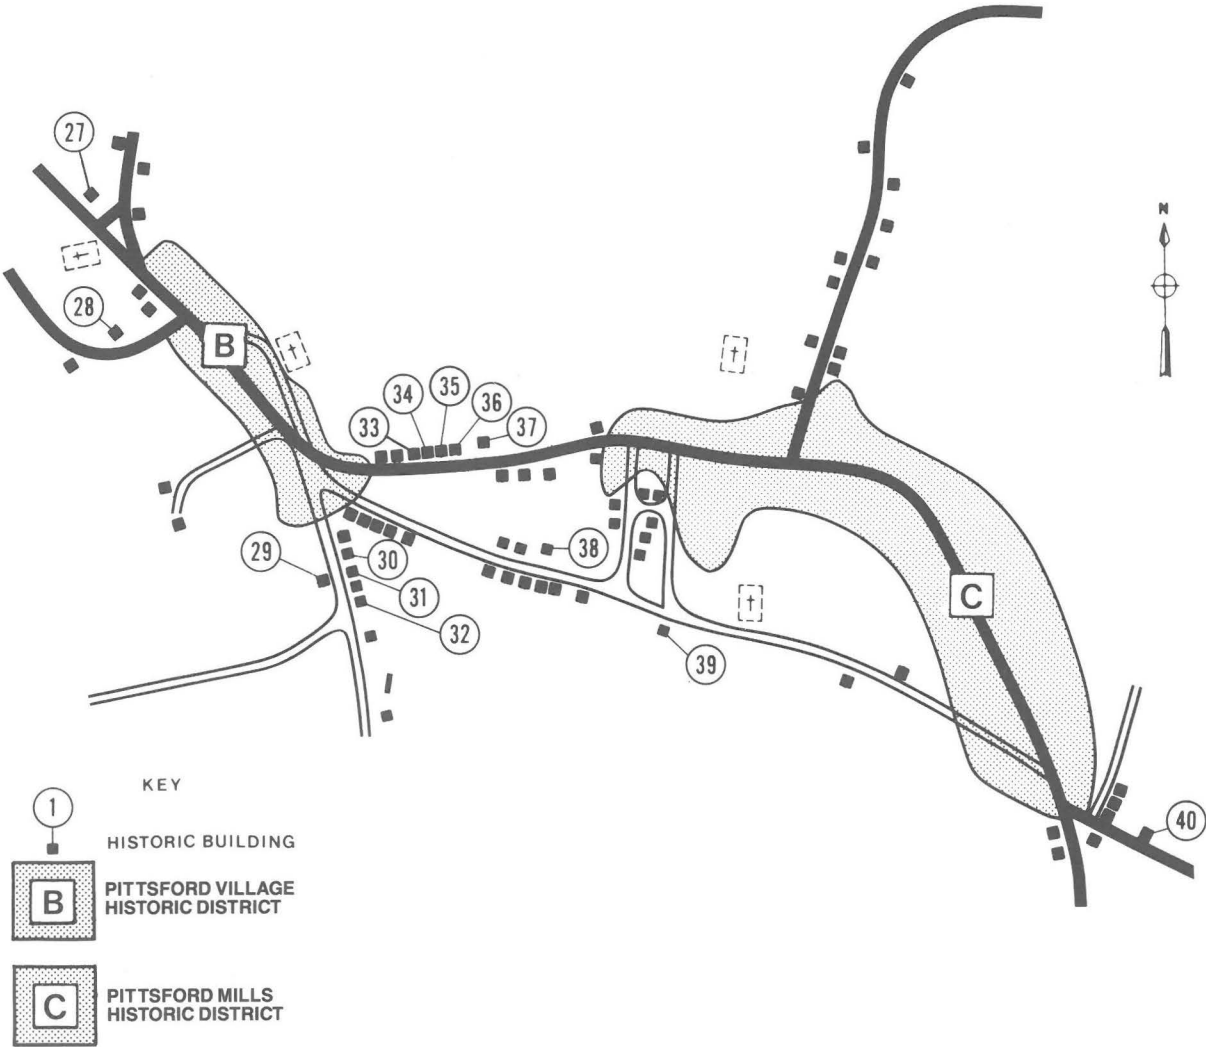 27
N
28
B
34
35
36
33
37
29
30
38
31
C
32
39
KEY
1
HISTORIC BUILDING
40
B
PITTSFORD VILLAGE
HISTORIC DISTRICT
C
PITTSFORD MILLS
HISTORIC DISTRICT